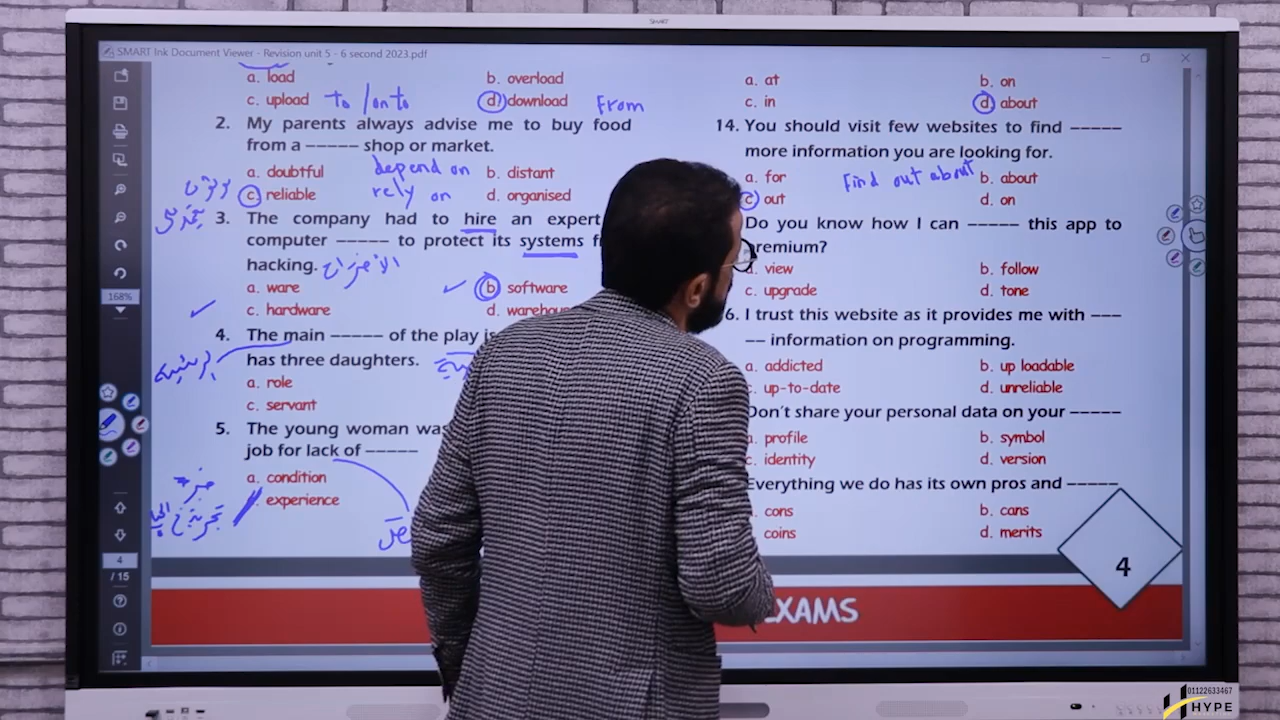 SMART
SMART Ink Document Viewer - Revision unit 5 - 6 second 2023.pdf
a. load
b. overload
c. upload to / onto
d. download From
2. My parents always advise me to buy food
from a ----- shop or market.
a. doubtful
depend on
b. distant
c. reliable
rely on
d. organised
3. The company had to hire an expert
computer ----- to protect its systems
hacking.
a. ware
b. software
c. hardware
d. warehou
4. The main ----- of the play
has three daughters.
a. role
c. servant
5. The young woman was
job for lack of -----
a. condition
experience
a. at
b. on
c. in
d. about
14. You should visit few websites to find -----
more information you are looking for.
a. for
Find out about
b. about
c. out
d. on
Do you know how I can ----- this app to
premium?
a. view
b. follow
c. upgrade
d. tone
6. I trust this website as it provides me with ---
-- information on programming.
a. addicted
b. up loadable
c. up-to-date
d. unreliable
Don't share your personal data on your -----
a. profile
b. symbol
c. identity
d. version
Everything we do has its own pros and -----
cons
b. cans
coins
d. merits
168%
4
/ 15
4
EXAMS
01122633467
HYPE